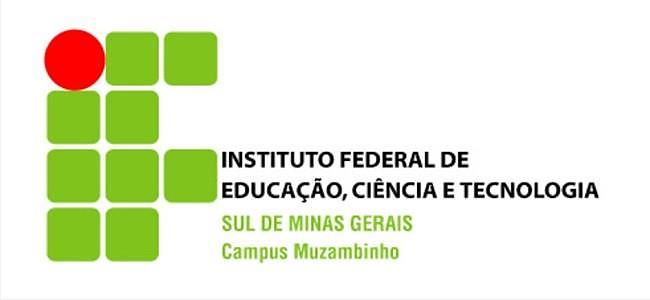 INSTITUTO FEDERAL DE
EDUCAÇÃO, CIÊNCIA E TECNOLOGIA
SUL DE MINAS GERAIS
Campus Muzambinho